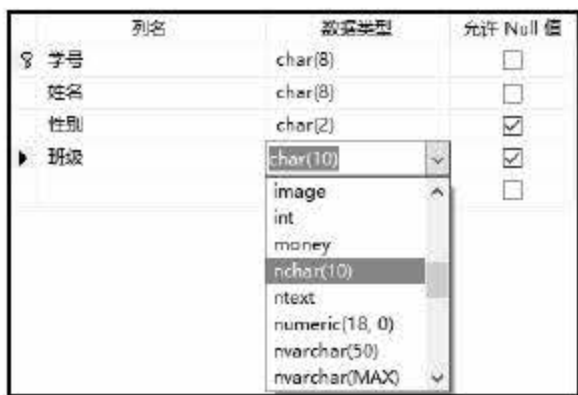 列名 数据类型 允许 Null 值
学号 char(8)
姓名 char(8)
性别 char(2)
班级 char(10)
image
int
money
nchar(10)
ntext
numeric(18, 0)
nvarchar(50)
nvarchar(MAX)